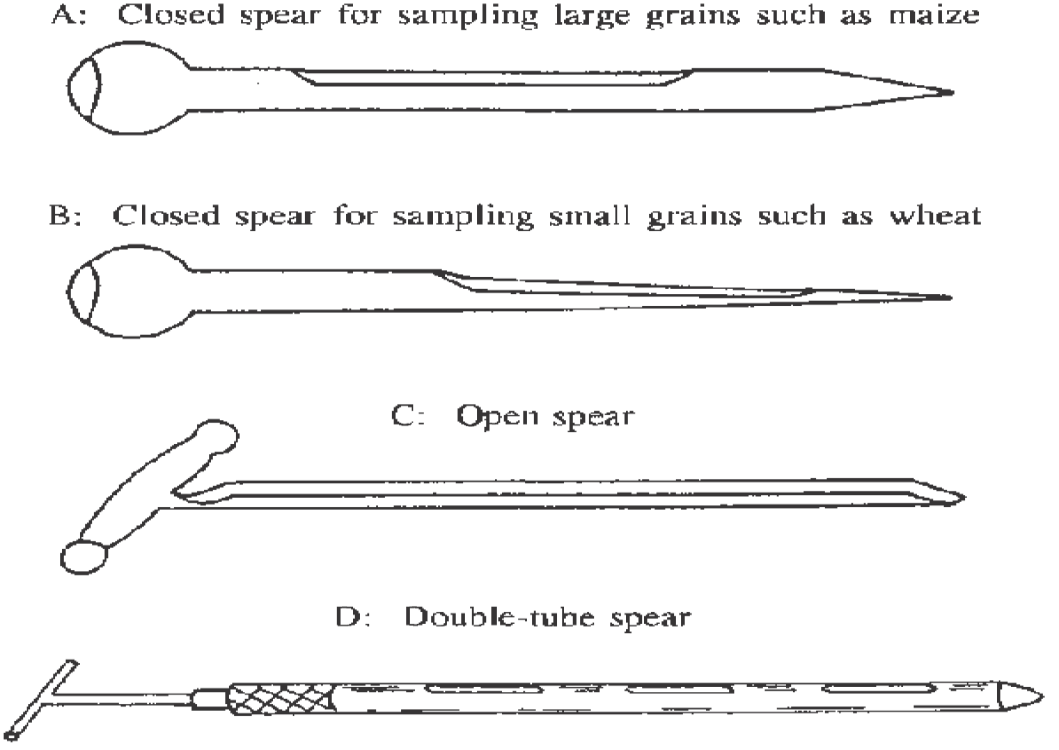 A: Closed spear for sampling large grains such as maize
B: Closed spear for sampling small grains such as wheat
C: Open spear
D: Double-tube spear